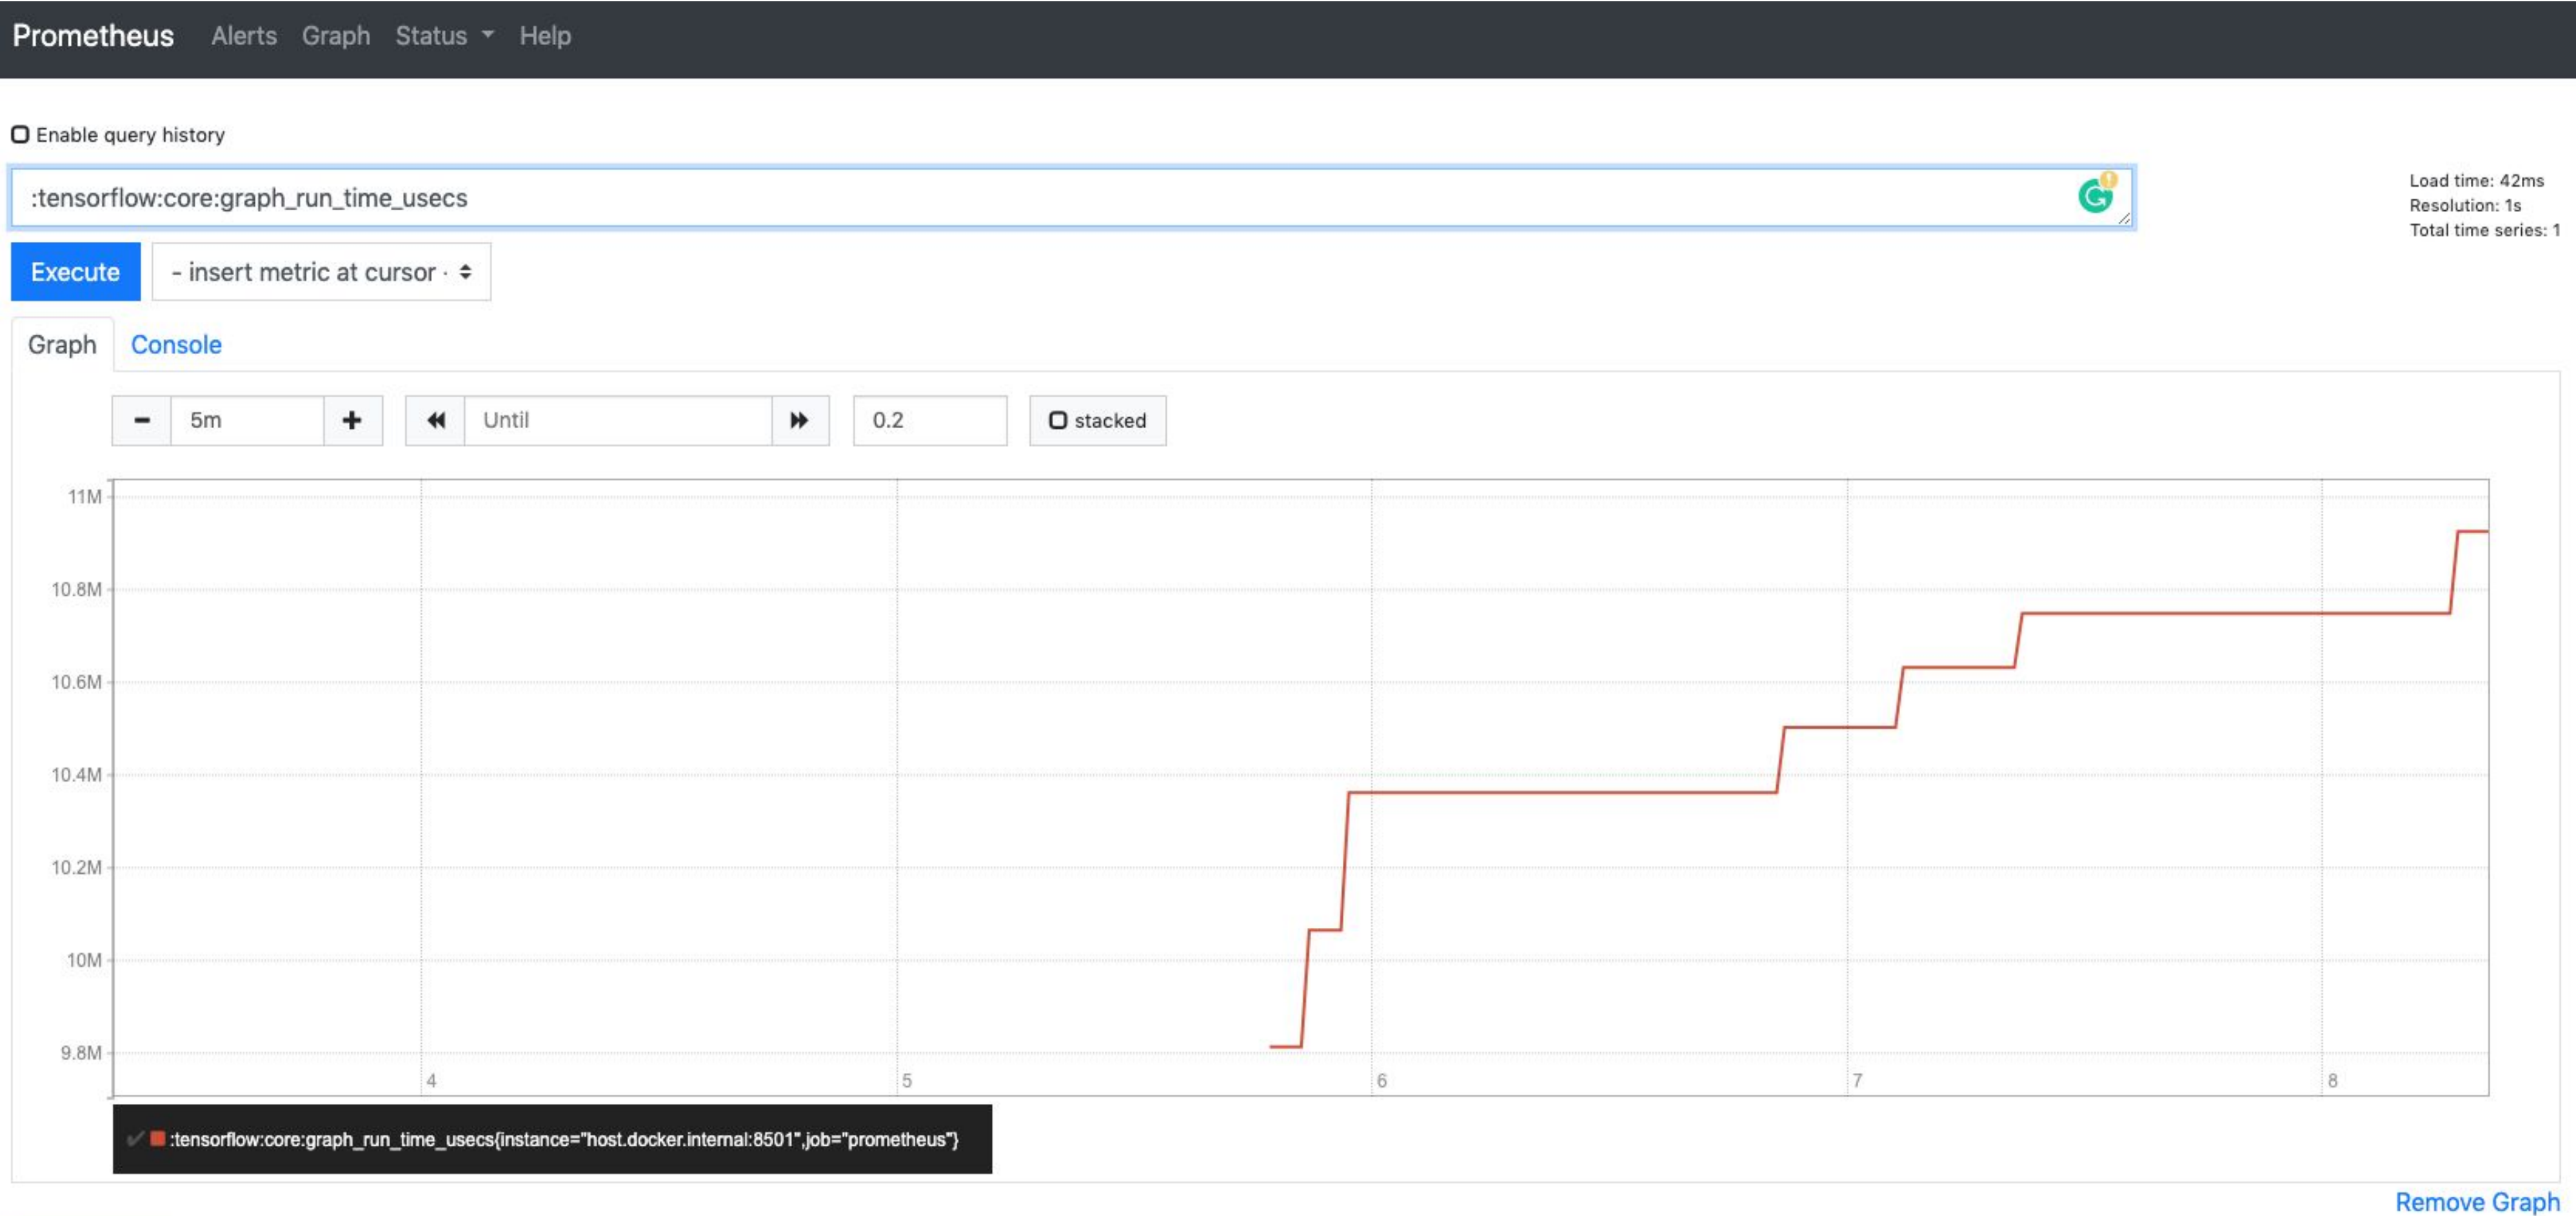 Prometheus Alerts Graph Status Help
Enable query history
:tensorflow:core:graph_run_time_usecs
Load time: 42ms
Resolution: 1s
Total time series: 1
Execute
- insert metric at cursor -
Graph Console
5m
Until
0.2
stacked
11M
10.8M
10.6M
10.4M
10.2M
10M
9.8M
4 5 6 7 8
:tensorflow:core:graph_run_time_usecs{instance="host.docker.internal:8501",job="prometheus"}
Remove Graph